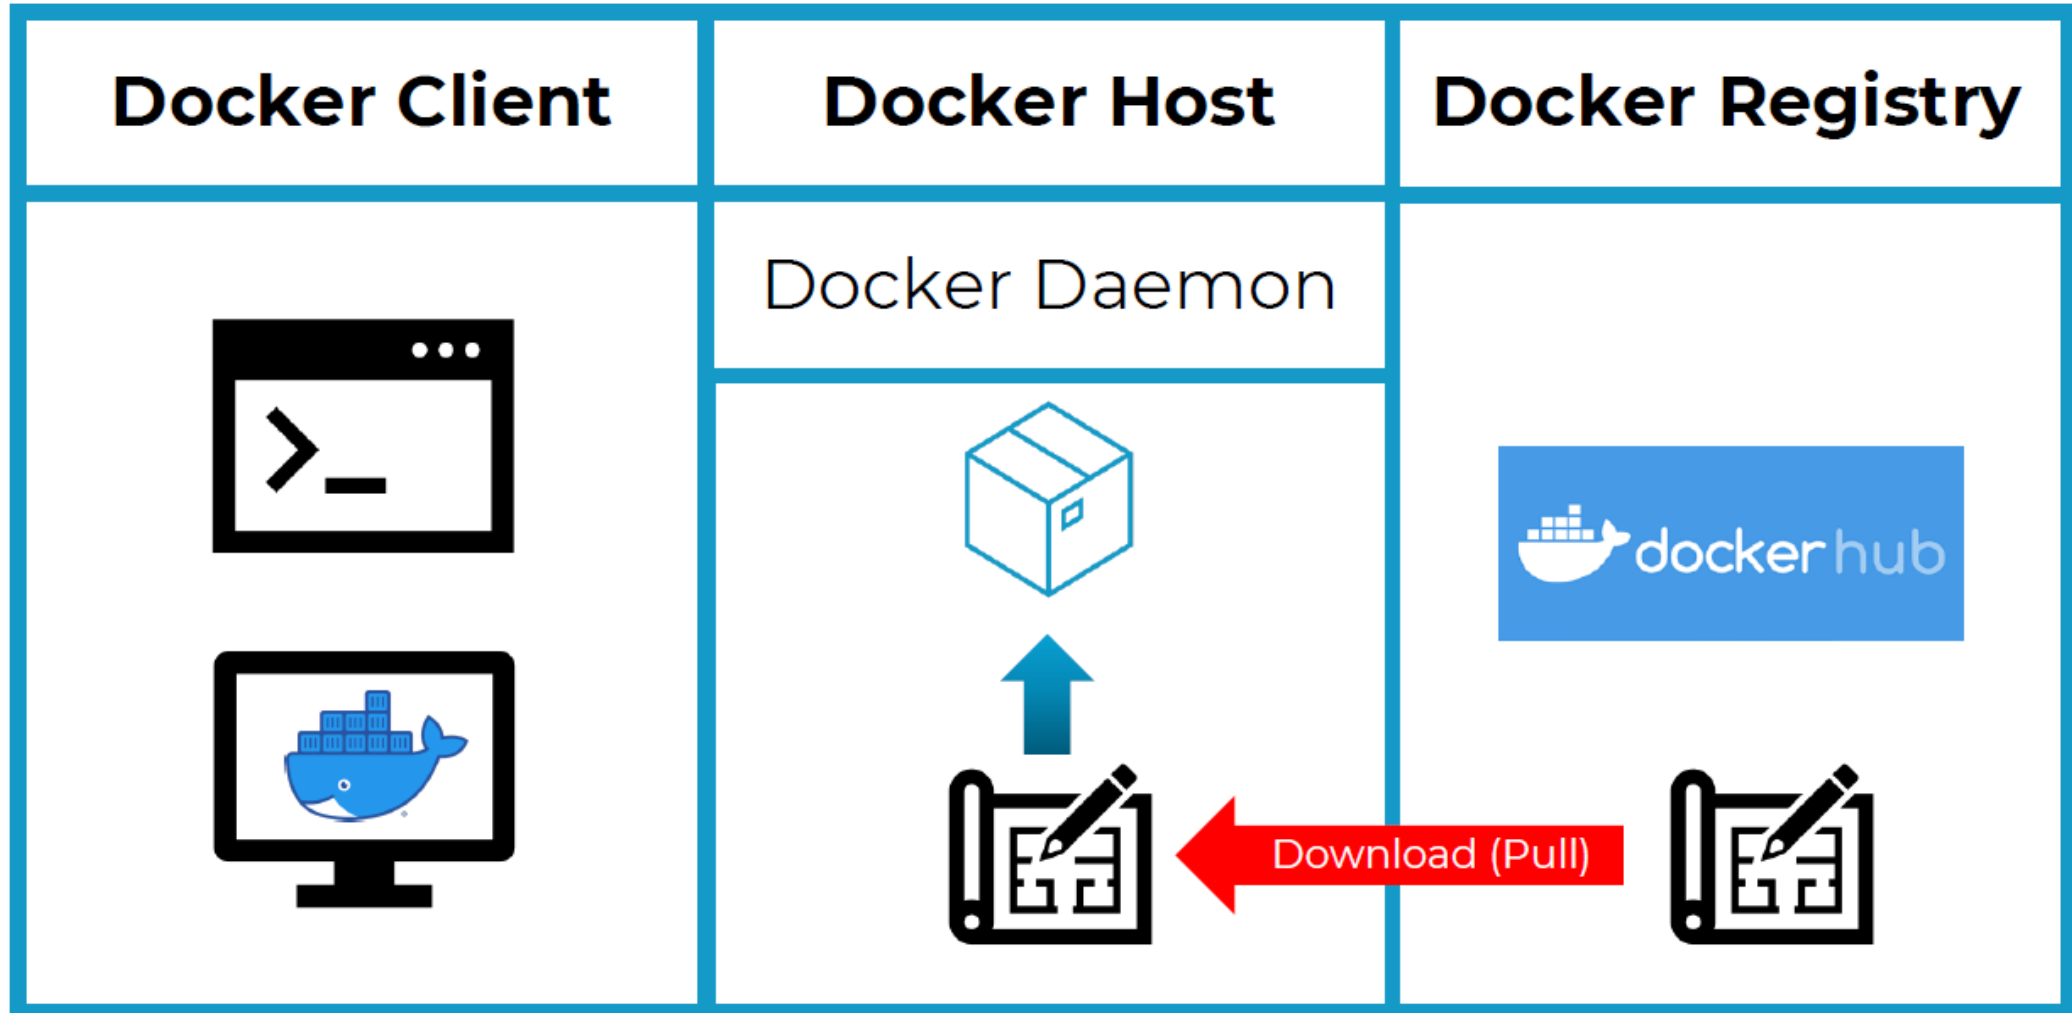 Docker Client
Docker Host
Docker Registry
Docker Daemon
>_
dockerhub
Download (Pull)